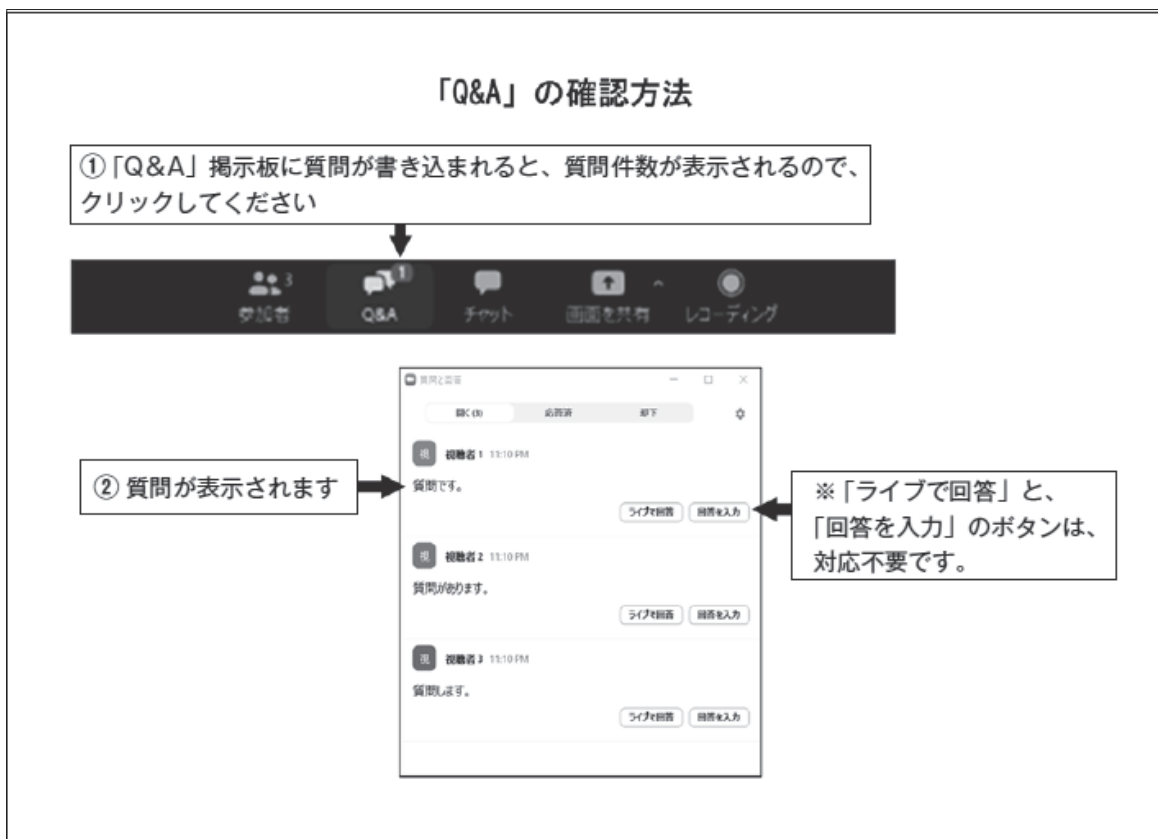 「Q&A」の確認方法
①「Q&A」掲示板に質問が書き込まれると、質問件数が表示されるので、
クリックしてください
3
1
参加者
Q&A
チャット
画面を共有
レコーディング
質問と回答
開く(3)
応答済
却下
視 視聴者 1 11:10 PM
② 質問が表示されます
質問です。
ライブで回答
回答を入力
※「ライブで回答」と、
「回答を入力」のボタンは、
対応不要です。
視 視聴者 2 11:10 PM
質問があります。
ライブで回答
回答を入力
視 視聴者 3 11:10 PM
質問します。
ライブで回答
回答を入力